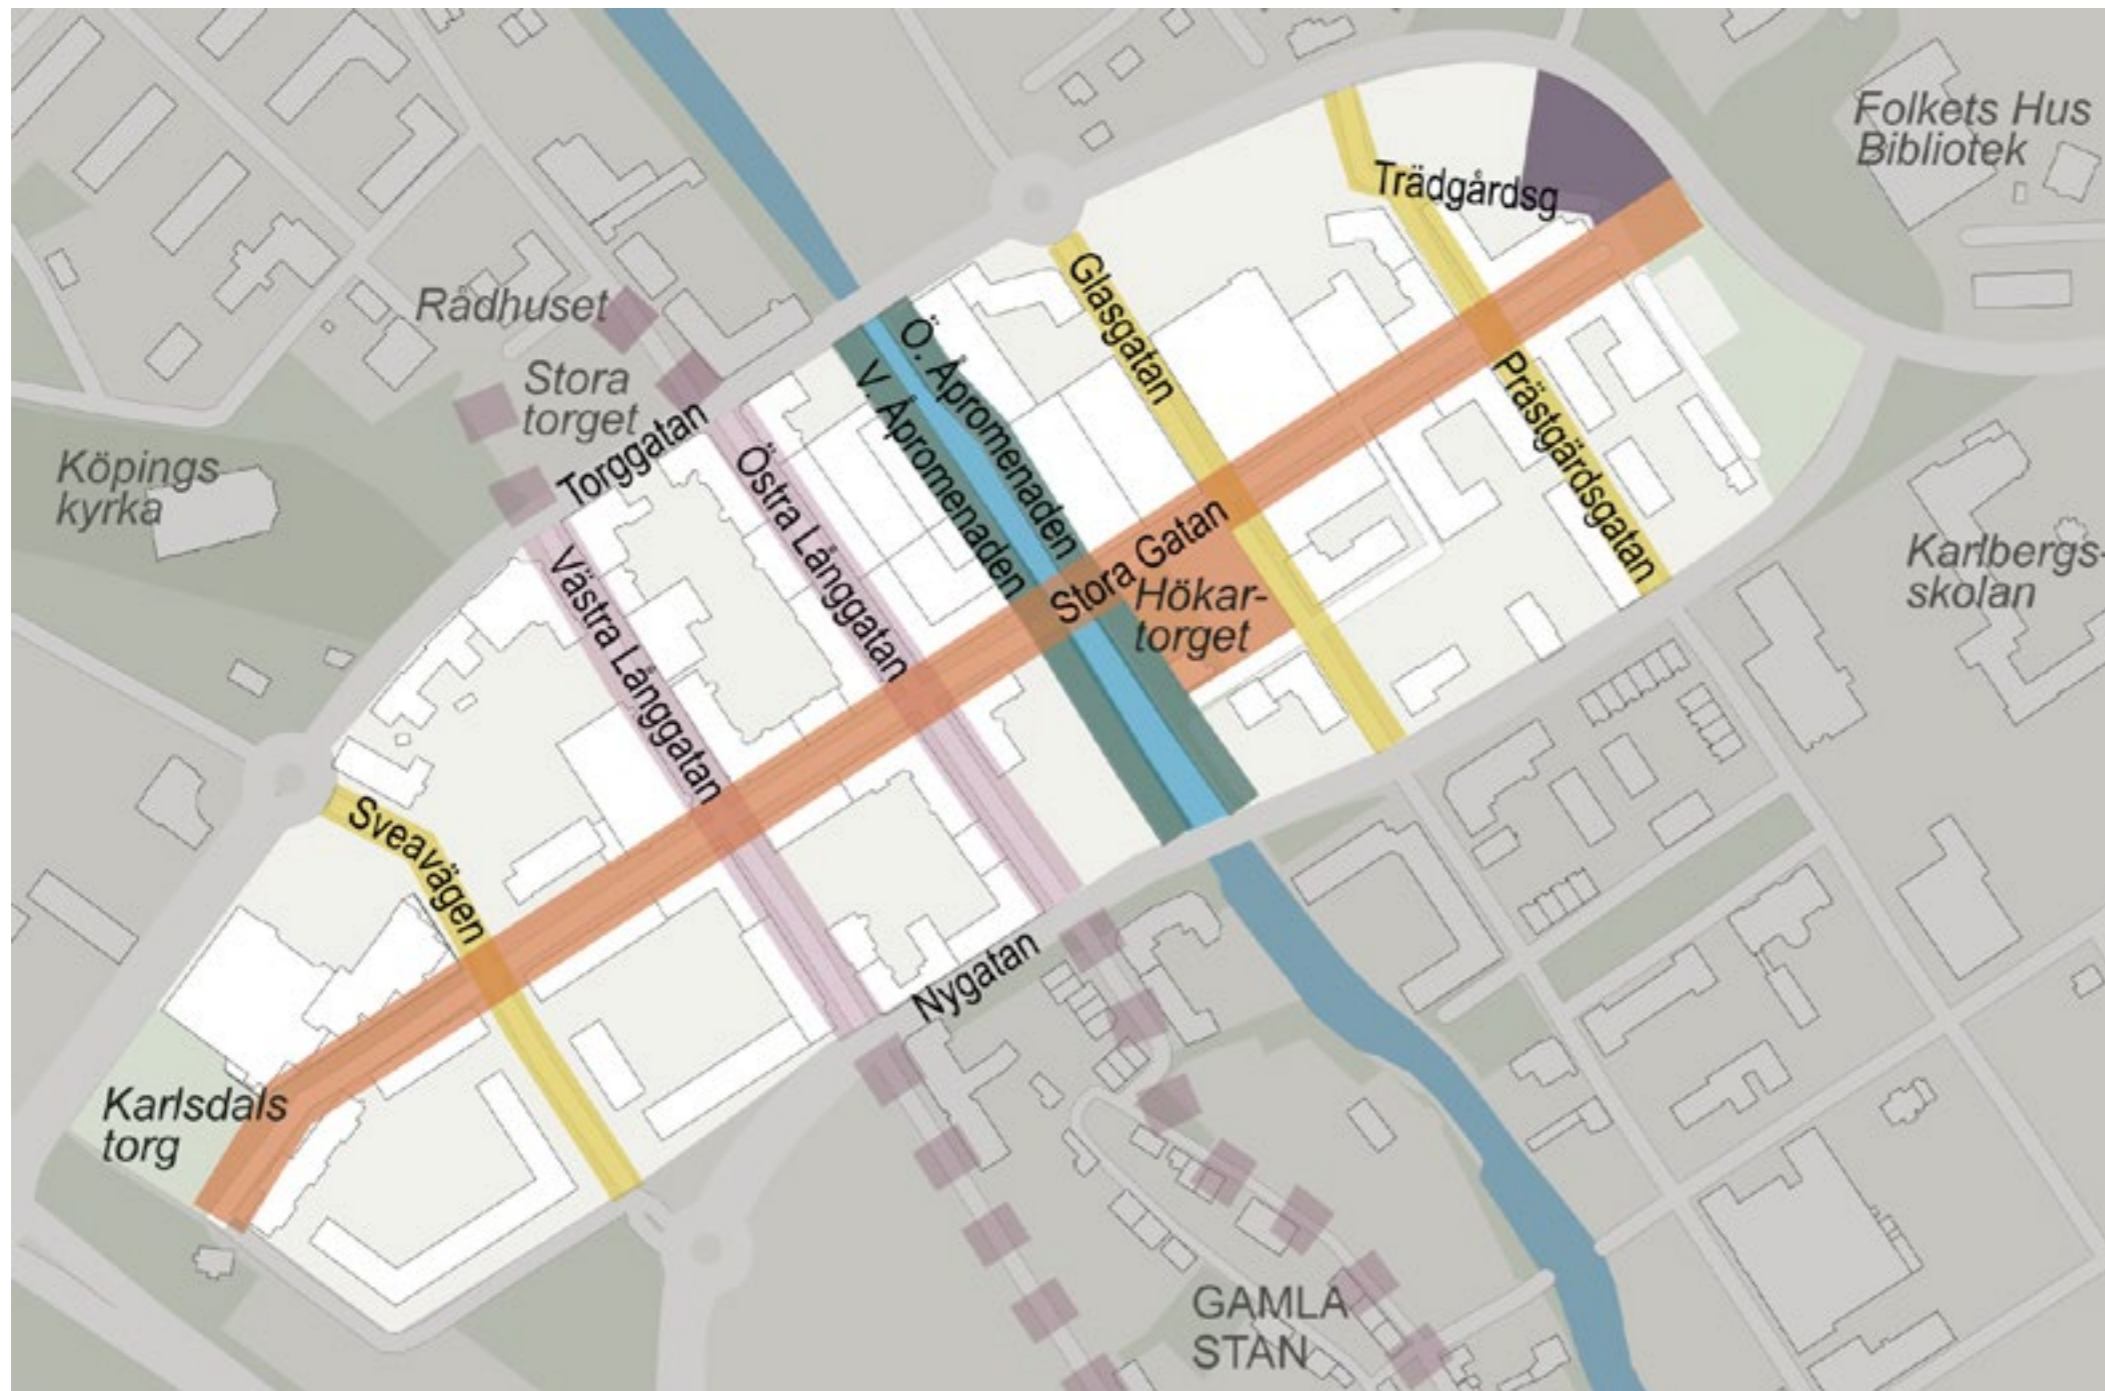 Folkets Hus
Bibliotek
Trädgårdsg
Glasgatan
Rådhuset
Stora
torget
Torggatan
Ö. Åpromenaden
V. Åpromenaden
Prästgårdsgatan
Köpings
kyrka
Östra Långgatan
Västra Långgatan
Stora Gatan
Hökar-
torget
Karlbergs-
skolan
Sveavägen
Nygatan
Karlsdals
torg
GAMLA
STAN